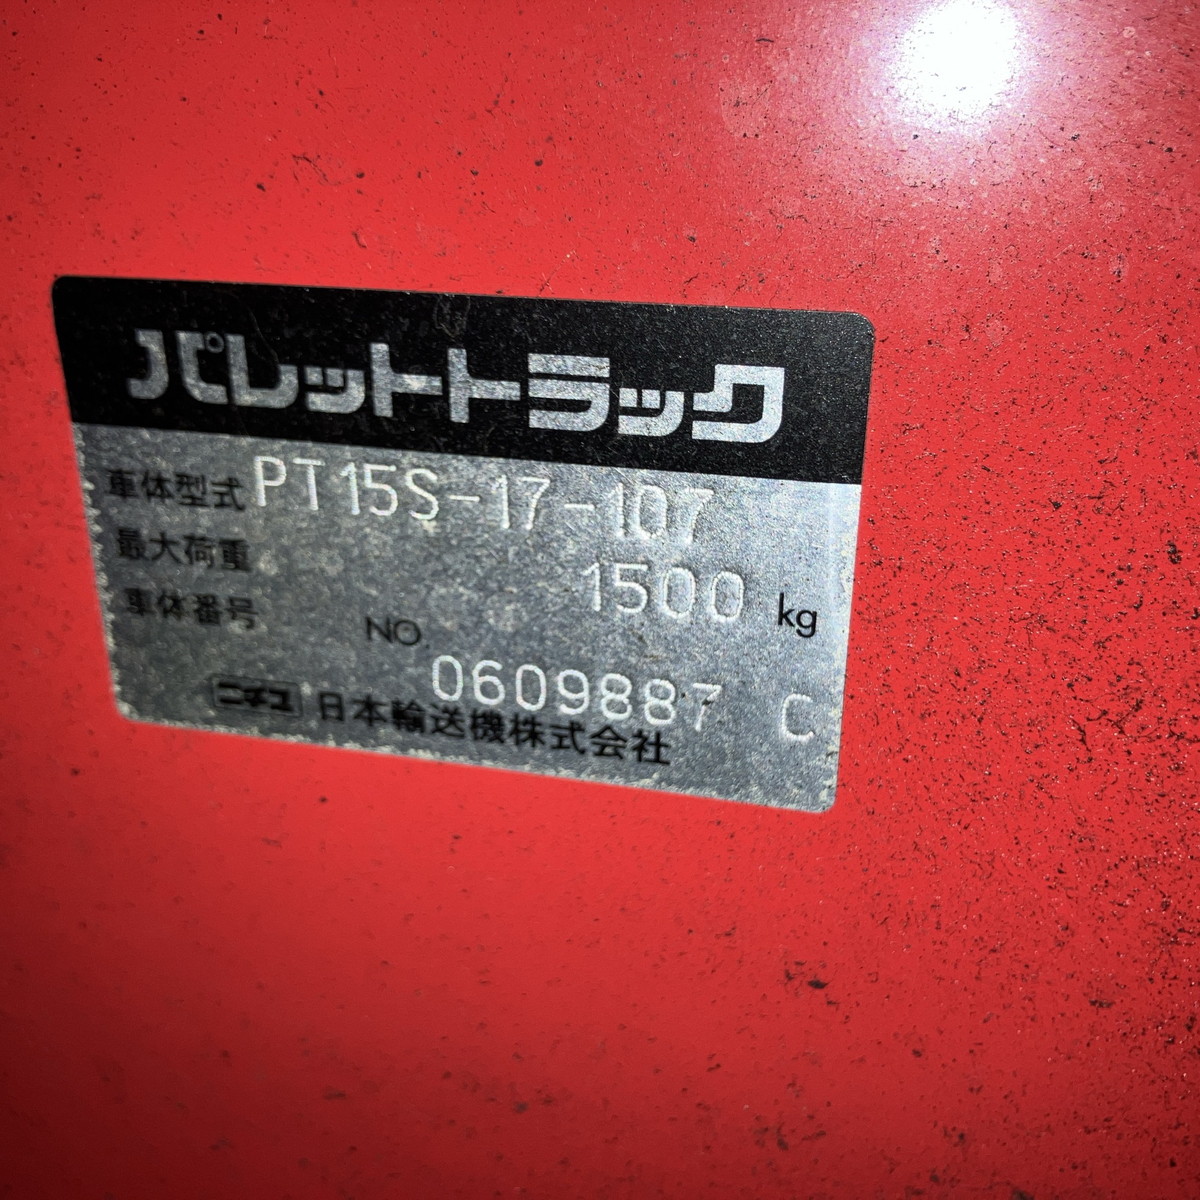 パレットトラック
車体型式 PT15S-17-107
最大荷重 1500 kg
車体番号 NO. 0609887 C
ニチユ 日本輸送機株式会社